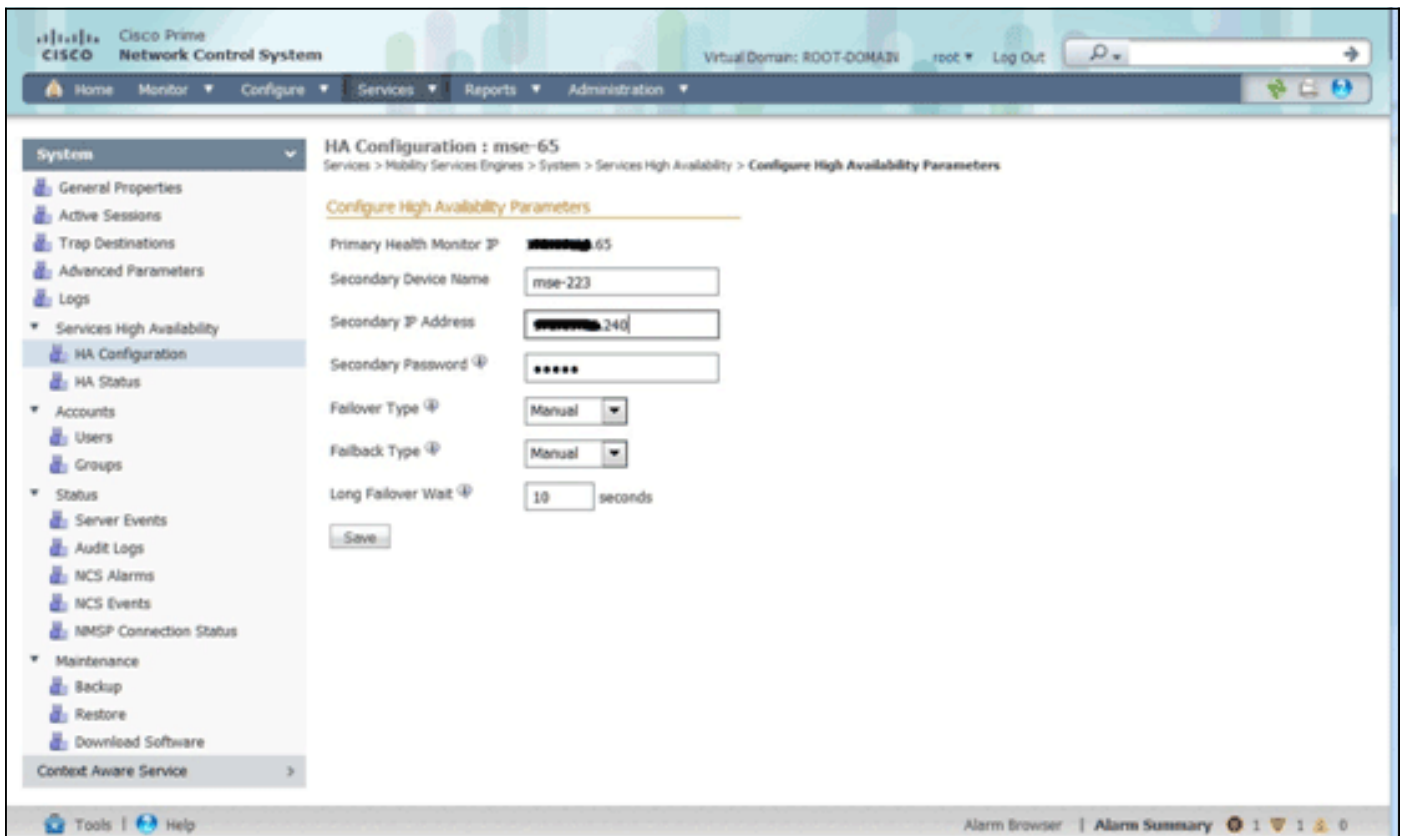 Cisco Prime
CISCO Network Control System
Virtual Domain: ROOT-DOMAIN root Log Out
Home Monitor Configure Services Reports Administration
System
General Properties
Active Sessions
Trap Destinations
Advanced Parameters
Logs
Services High Availability
HA Configuration
HA Status
Accounts
Users
Groups
Status
Server Events
Audit Logs
NCS Alarms
NCS Events
NMSP Connection Status
Maintenance
Backup
Restore
Download Software
Context Aware Service
HA Configuration : mse-65
Services > Mobility Services Engines > System > Services High Availability > Configure High Availability Parameters
Configure High Availability Parameters
Primary Health Monitor IP .65
Secondary Device Name mse-223
Secondary IP Address .240
Secondary Password •••••
Failover Type Manual
Failback Type Manual
Long Failover Wait 10 seconds
Save
Tools | Help
Alarm Browser | Alarm Summary 1 1 0